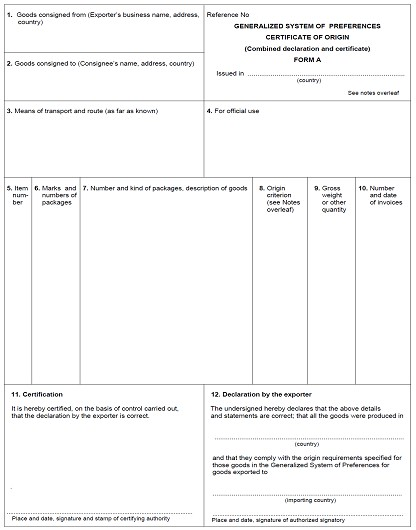 1. Goods consigned from (Exporter's business name, address,
country)
Reference No
GENERALIZED SYSTEM OF PREFERENCES
CERTIFICATE OF ORIGIN
(Combined declaration and certificate)
FORM A
Issued in ................................................
(country)
See notes overleaf
2. Goods consigned to (Consignee's name, address, country)
3. Means of transport and route (as far as known)
4. For official use
5. Item
num-
ber
6. Marks and
numbers of
packages
7. Number and kind of packages, description of goods
8. Origin
criterion
(see Notes
overleaf)
9. Gross
weight
or other
quantity
10. Number
and date
of invoices
11. Certification
It is hereby certified, on the basis of control carried out,
that the declaration by the exporter is correct.
................................................
Place and date, signature and stamp of certifying authority
12. Declaration by the exporter
The undersigned hereby declares that the above details
and statements are correct; that all the goods were produced in
................................................
(country)
and that they comply with the origin requirements specified for
those goods in the Generalized System of Preferences for
goods exported to
................................................
(importing country)
................................................
Place and date, signature of authorized signatory